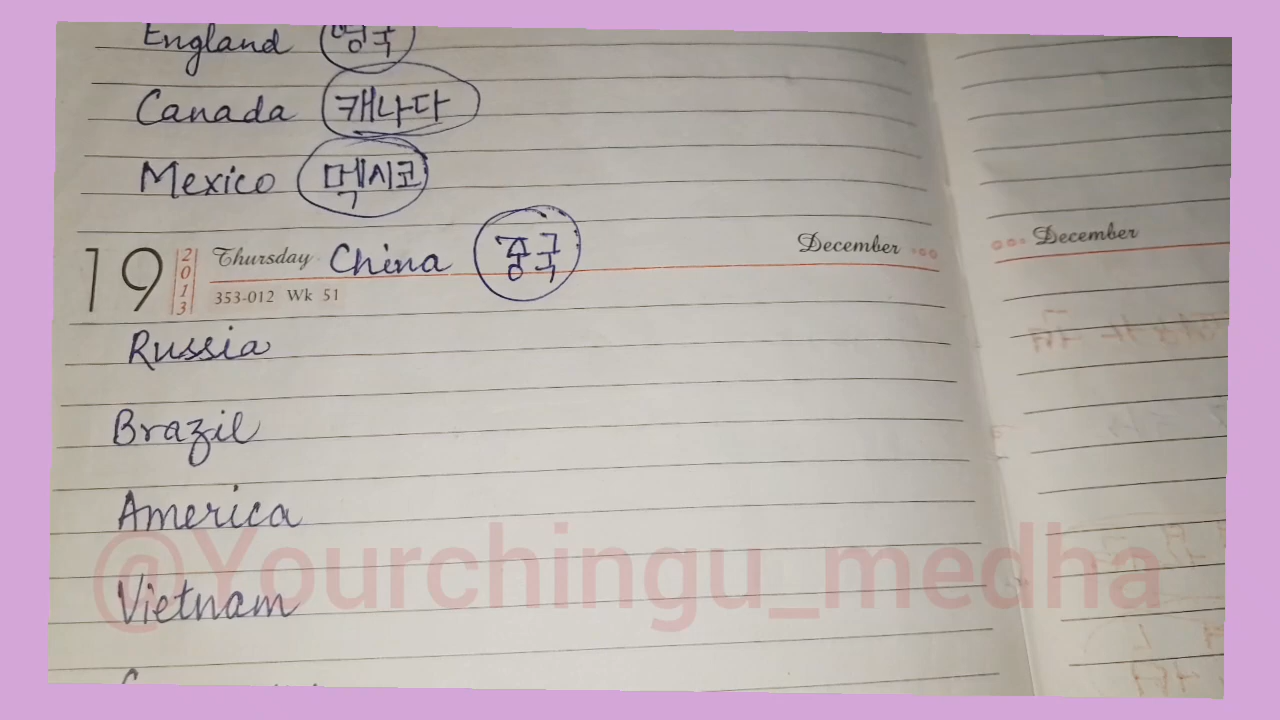 England 영국
Canada 캐나다
Mexico 멕시코
19 2013 Thursday China 중국 December December
353-012 Wk 51
Russia
Brazil
America
@Yourchingu_medha
Vietnam